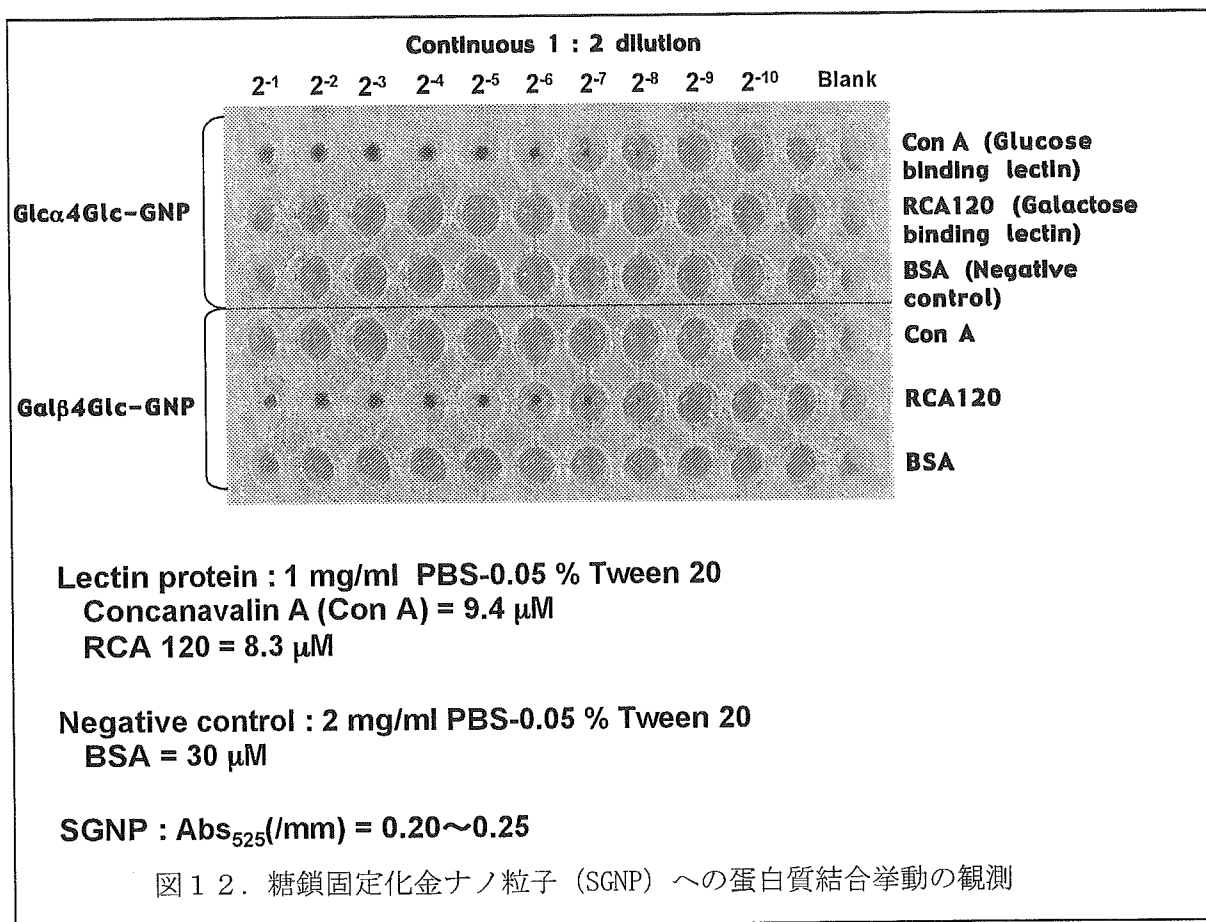 Continuous 1 : 2 dilution
2-1 2-2 2-3 2-4 2-5 2-6 2-7 2-8 2-9 2-10 Blank
Glcα4Glc-GNP
Con A (Glucose
binding lectin)
RCA120 (Galactose
binding lectin)
BSA (Negative
control)
Galβ4Glc-GNP
Con A
RCA120
BSA
Lectin protein : 1 mg/ml PBS-0.05 % Tween 20
Concanavalin A (Con A) = 9.4 μM
RCA 120 = 8.3 μM
Negative control : 2 mg/ml PBS-0.05 % Tween 20
BSA = 30 μM
SGNP : Abs525(/mm) = 0.20～0.25
図１２．糖鎖固定化金ナノ粒子（SGNP）への蛋白質結合挙動の観測